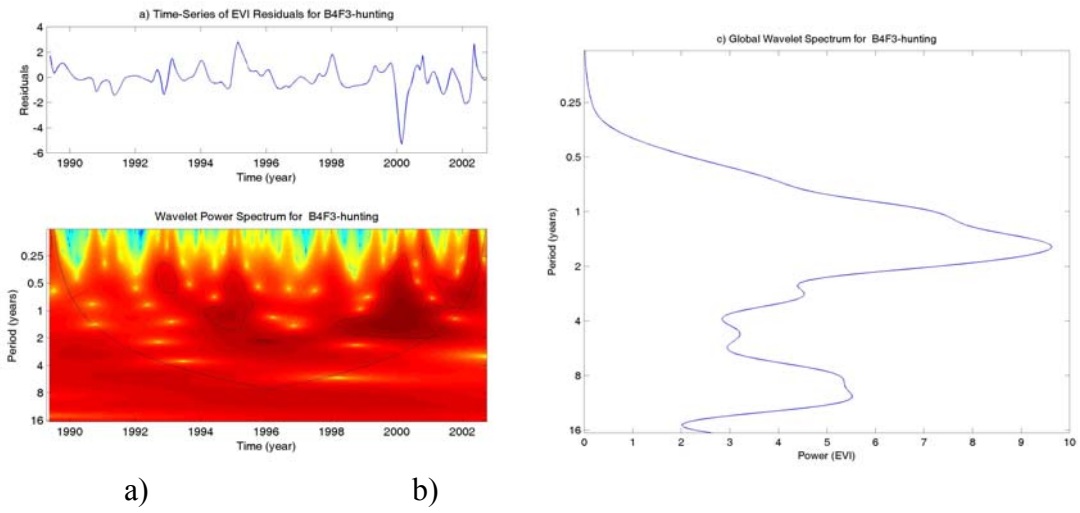 a) Time-Series of EVI Residuals for B4F3-hunting
4
2
0
-2
-4
-6
Residuals
1990 1992 1994 1996 1998 2000 2002
Time (year)
Wavelet Power Spectrum for B4F3-hunting
0.25
0.5
1
2
4
8
16
Period (years)
1990 1992 1994 1996 1998 2000 2002
Time (year)
c) Global Wavelet Spectrum for B4F3-hunting
0.25
0.5
1
2
4
8
16
Period (years)
0 1 2 3 4 5 6 7 8 9 10
Power (EVI)
a) b)